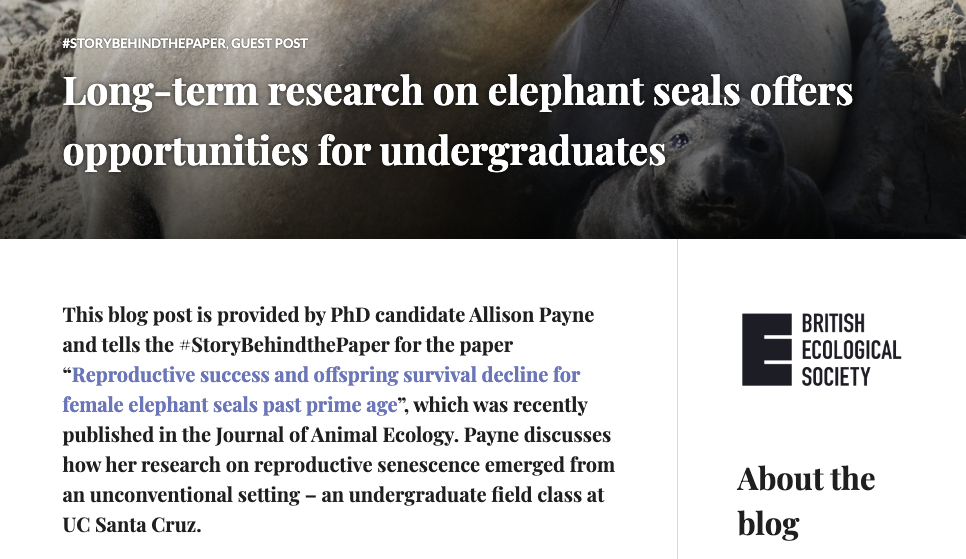 #STORYBEHINDTHEPAPER, GUEST POST
Long-term research on elephant seals offers
opportunities for undergraduates
This blog post is provided by PhD candidate Allison Payne
and tells the #StoryBehindthePaper for the paper
“Reproductive success and offspring survival decline for
female elephant seals past prime age”, which was recently
published in the Journal of Animal Ecology. Payne discusses
how her research on reproductive senescence emerged from
an unconventional setting – an undergraduate field class at
UC Santa Cruz.
BRITISH
ECOLOGICAL
SOCIETY
About the
blog